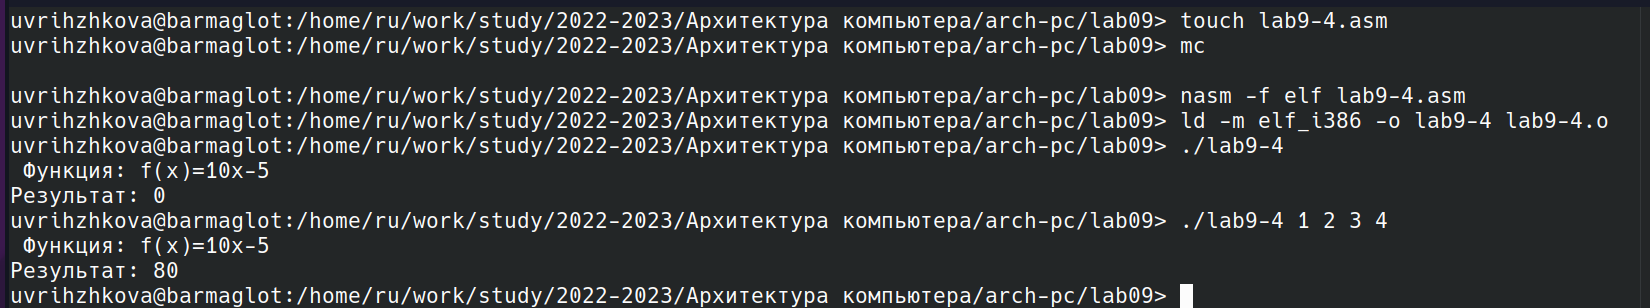 uvrihzhkova@barmaglot:/home/ru/work/study/2022-2023/Архитектура компьютера/arch-pc/lab09> touch lab9-4.asm
uvrihzhkova@barmaglot:/home/ru/work/study/2022-2023/Архитектура компьютера/arch-pc/lab09> mc
uvrihzhkova@barmaglot:/home/ru/work/study/2022-2023/Архитектура компьютера/arch-pc/lab09> nasm -f elf lab9-4.asm
uvrihzhkova@barmaglot:/home/ru/work/study/2022-2023/Архитектура компьютера/arch-pc/lab09> ld -m elf_i386 -o lab9-4 lab9-4.o
uvrihzhkova@barmaglot:/home/ru/work/study/2022-2023/Архитектура компьютера/arch-pc/lab09> ./lab9-4
Функция: f(x)=10x-5
Результат: 0
uvrihzhkova@barmaglot:/home/ru/work/study/2022-2023/Архитектура компьютера/arch-pc/lab09> ./lab9-4 1 2 3 4
Функция: f(x)=10x-5
Результат: 80
uvrihzhkova@barmaglot:/home/ru/work/study/2022-2023/Архитектура компьютера/arch-pc/lab09>